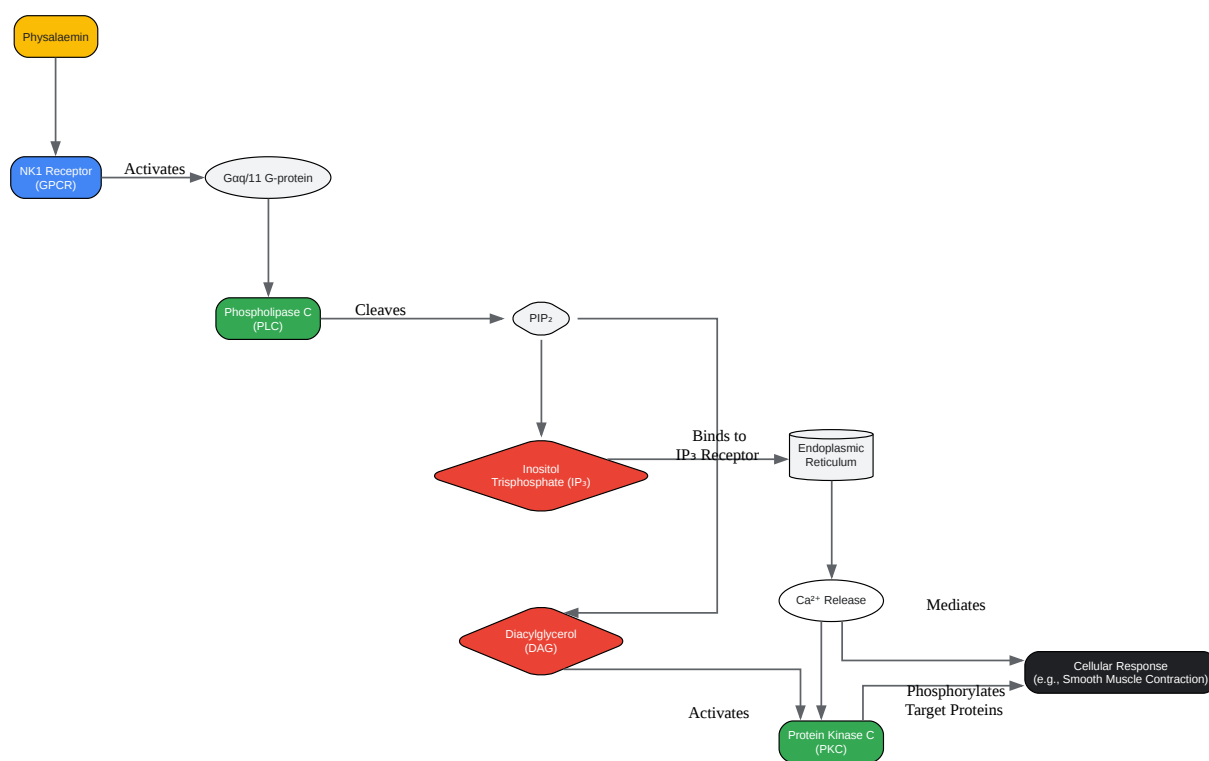 Physalaemin
NK1 Receptor
(GPCR)
Activates
Gαq/11 G-protein
Phospholipase C
(PLC)
Cleaves
PIP₂
Binds to
IP₃ Receptor
Inositol
Trisphosphate (IP₃)
Endoplasmic
Reticulum
Ca²⁺ Release
Mediates
Diacylglycerol
(DAG)
Cellular Response
(e.g., Smooth Muscle Contraction)
Phosphorylates
Target Proteins
Activates
Protein Kinase C
(PKC)